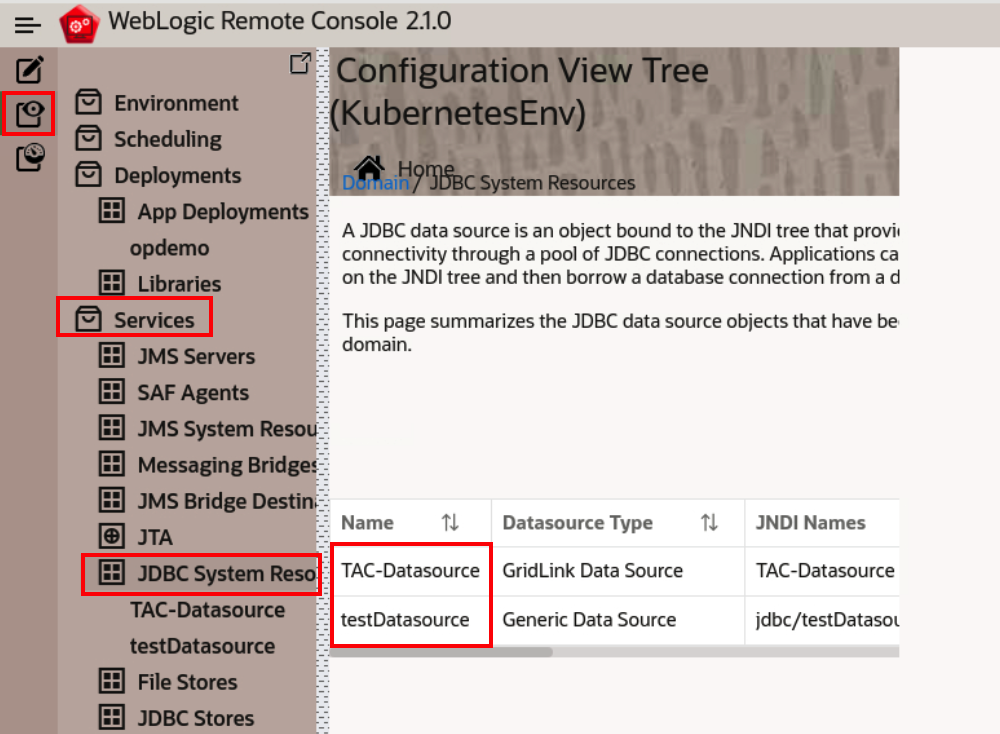 WebLogic Remote Console 2.1.0
Environment
Scheduling
Deployments
App Deployments
opdemo
Libraries
Services
JMS Servers
SAF Agents
JMS System Resou
Messaging Bridges
JMS Bridge Destin
JTA
JDBC System Reso
TAC-Datasource
testDatasource
File Stores
JDBC Stores
Configuration View Tree
(KubernetesEnv)
Home
Domain / JDBC System Resources
A JDBC data source is an object bound to the JNDI tree that provi
connectivity through a pool of JDBC connections. Applications ca
on the JNDI tree and then borrow a database connection from a d
This page summarizes the JDBC data source objects that have be
domain.
Name Datasource Type JNDI Names
TAC-Datasource GridLink Data Source TAC-Datasource
testDatasource Generic Data Source jdbc/testDatasou